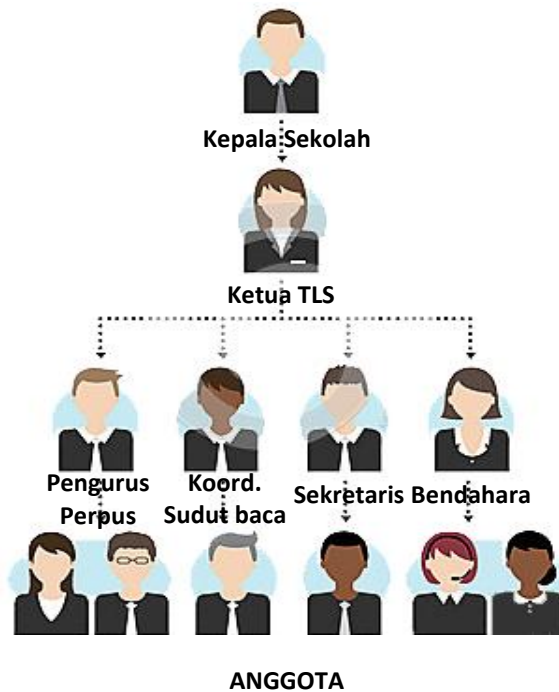 Kepala Sekolah
Ketua TLS
Pengurus
Perpus
Koord.
Sudut baca
Sekretaris
Bendahara
ANGGOTA